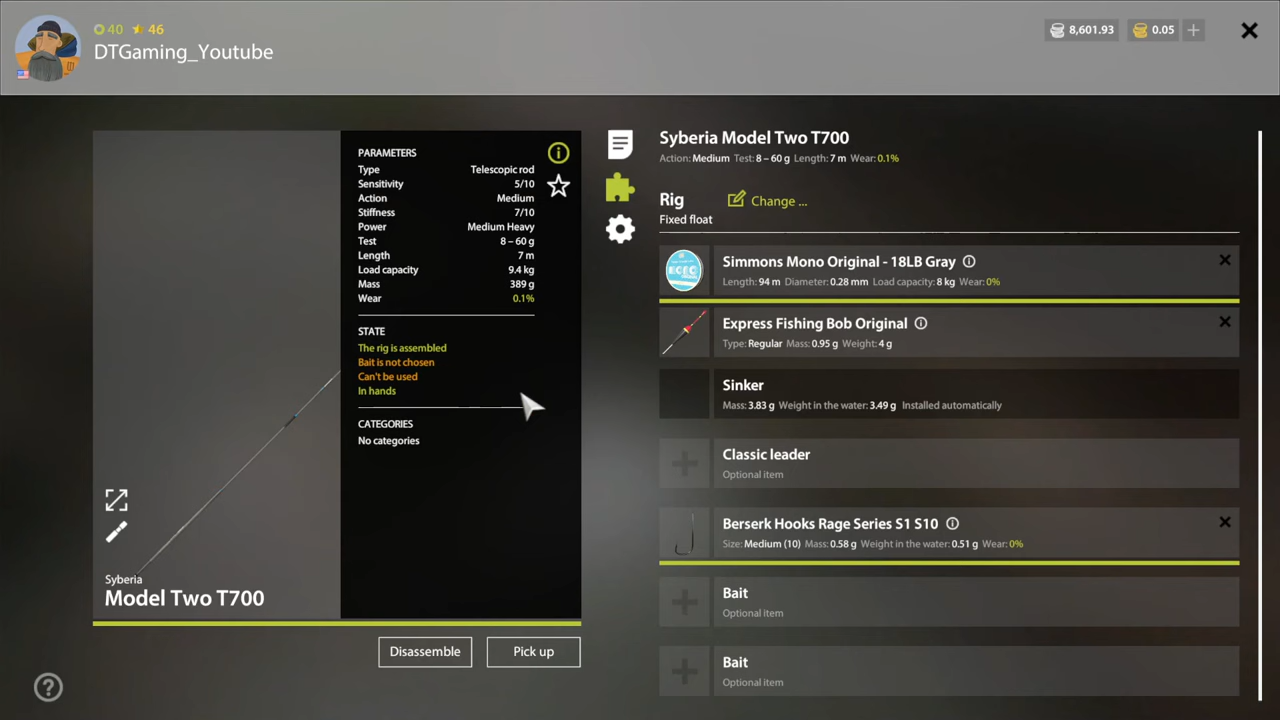 40 46
DTGaming_Youtube
8,601.93
0.05
PARAMETERS
Type Telescopic rod
Sensitivity 5/10
Action Medium
Stiffness 7/10
Power Medium Heavy
Test 8 – 60 g
Length 7 m
Load capacity 9.4 kg
Mass 389 g
Wear 0.1%
STATE
The rig is assembled
Bait is not chosen
Can't be used
In hands
CATEGORIES
No categories
Syberia
Model Two T700
Disassemble
Pick up
Syberia Model Two T700
Action: Medium Test: 8 – 60 g Length: 7 m Wear: 0.1%
Rig
Change ...
Fixed float
Simmons Mono Original - 18LB Gray
Length: 94 m Diameter: 0.28 mm Load capacity: 8 kg Wear: 0%
Express Fishing Bob Original
Type: Regular Mass: 0.95 g Weight: 4 g
Sinker
Mass: 3.83 g Weight in the water: 3.49 g Installed automatically
Classic leader
Optional item
Berserk Hooks Rage Series S1 S10
Size: Medium (10) Mass: 0.58 g Weight in the water: 0.51 g Wear: 0%
Bait
Optional item
Bait
Optional item